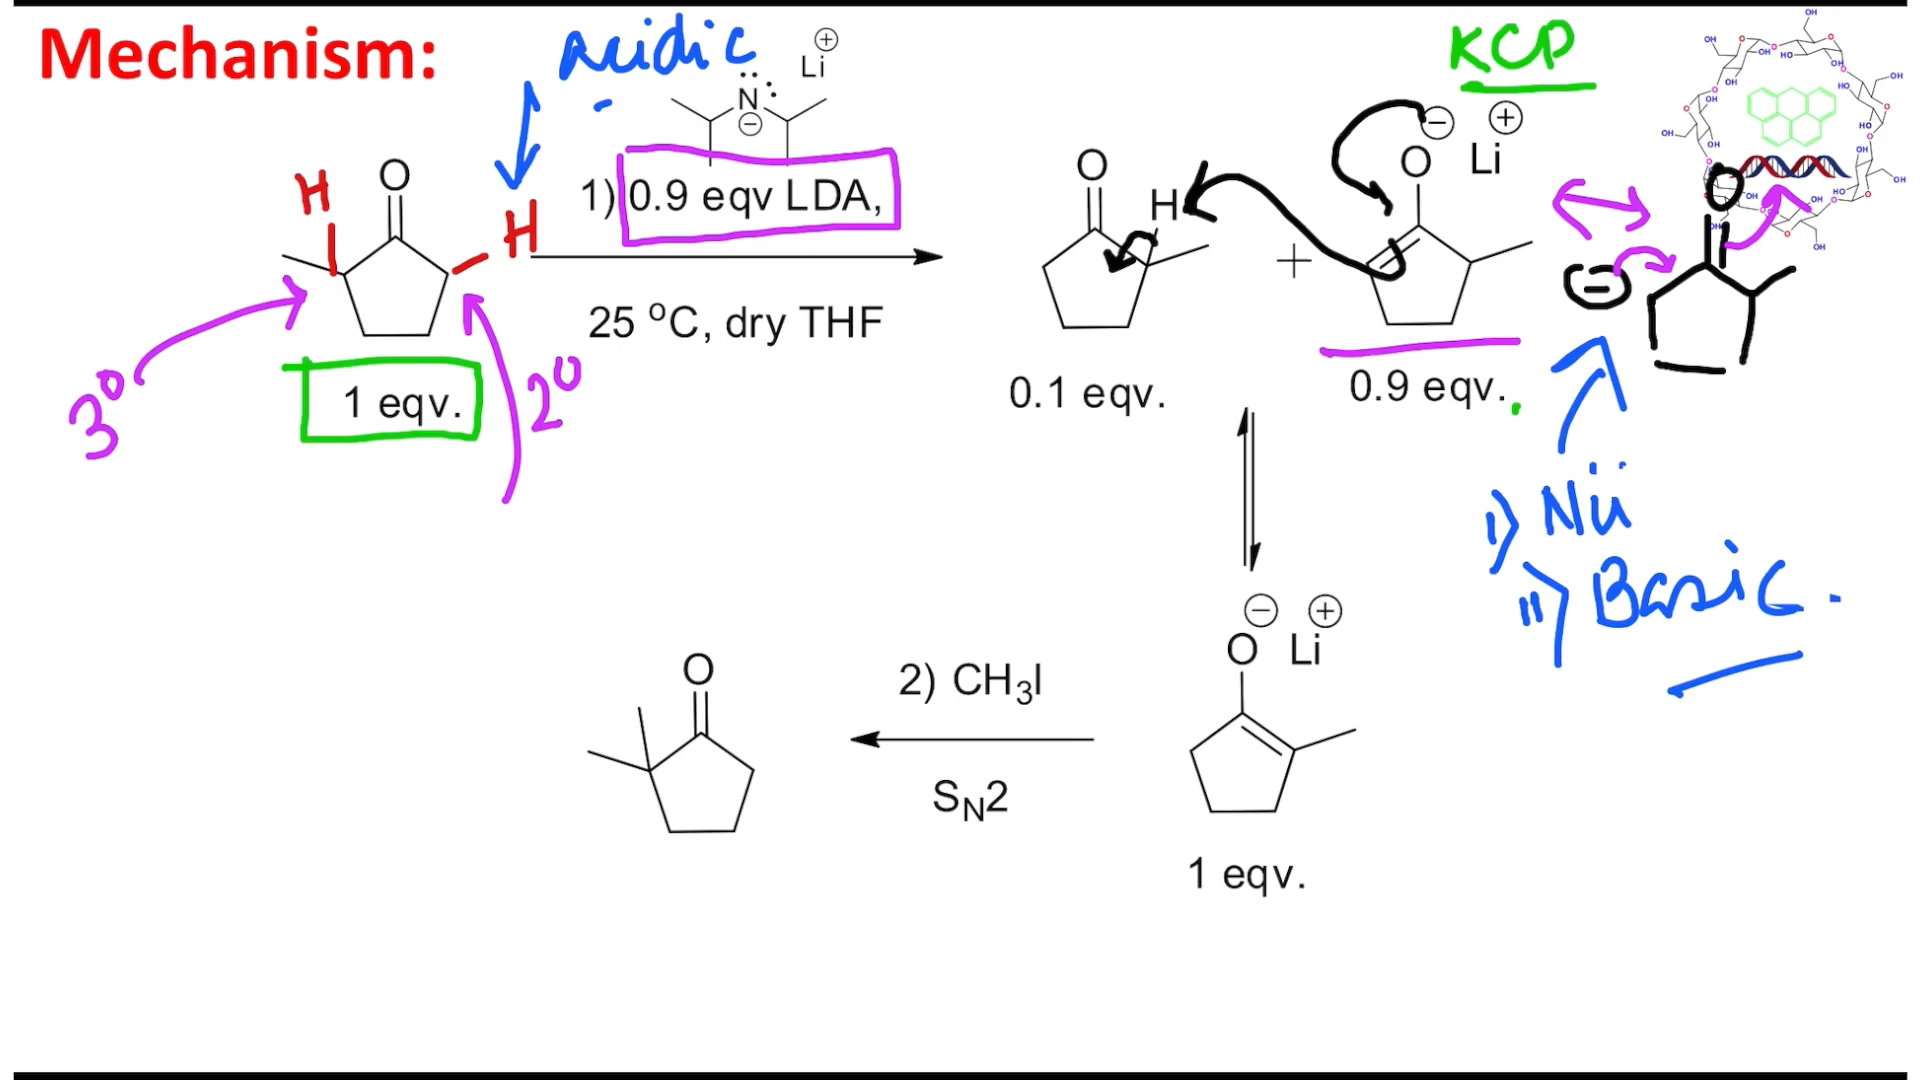 Mechanism:
acidic
Li ⊕
N
⊖
KCP
H
O
H
1) 0.9 eqv LDA,
25 °C, dry THF
3°
1 eqv.
2°
O
H
+
⊖ ⊕
O Li
0.1 eqv.
0.9 eqv.
O
⊖
i) Nü
ii) Basic.
⊖ ⊕
O Li
1 eqv.
2) CH₃I
SN2
O